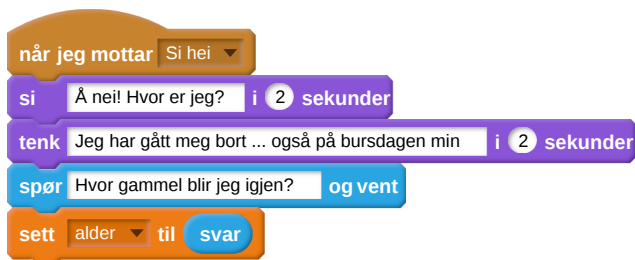 når jeg mottar Si hei
si Å nei! Hvor er jeg? i 2 sekunder
tenk Jeg har gått meg bort ... også på bursdagen min i 2 sekunder
spør Hvor gammel blir jeg igjen? og vent
sett alder til svar